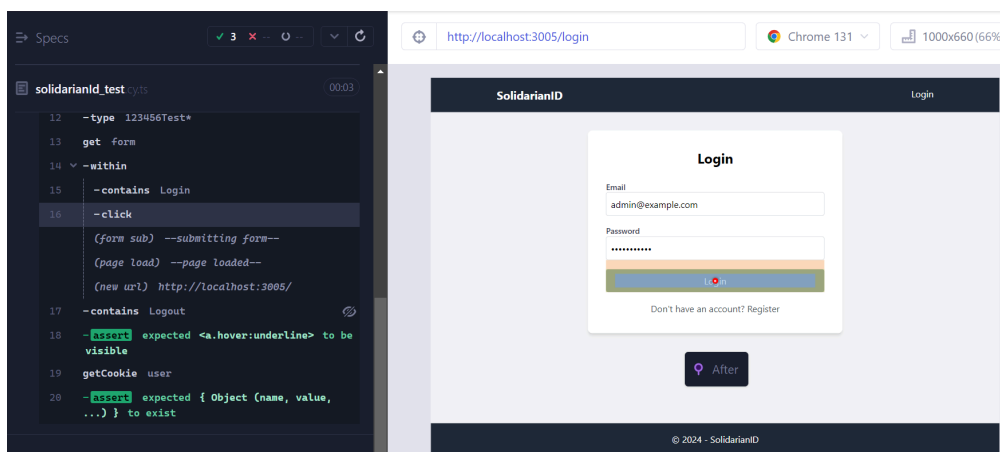 Specs
3 -- --
http://localhost:3005/login
Chrome 131
1000x660 (66%
solidarianId_test.cy.ts
00:03
12 -type 123456Test*
13 get form
14 -within
15 -contains Login
16 -click
(form sub) --submitting form--
(page load) --page loaded--
(new url) http://localhost:3005/
17 -contains Logout
18 -assert expected <a.hover:underline> to be
visible
19 getCookie user
20 -assert expected { Object (name, value,
...) } to exist
SolidarianID
Login
Login
Email
admin@example.com
Password
Login
Don't have an account? Register
After
© 2024 - SolidarianID